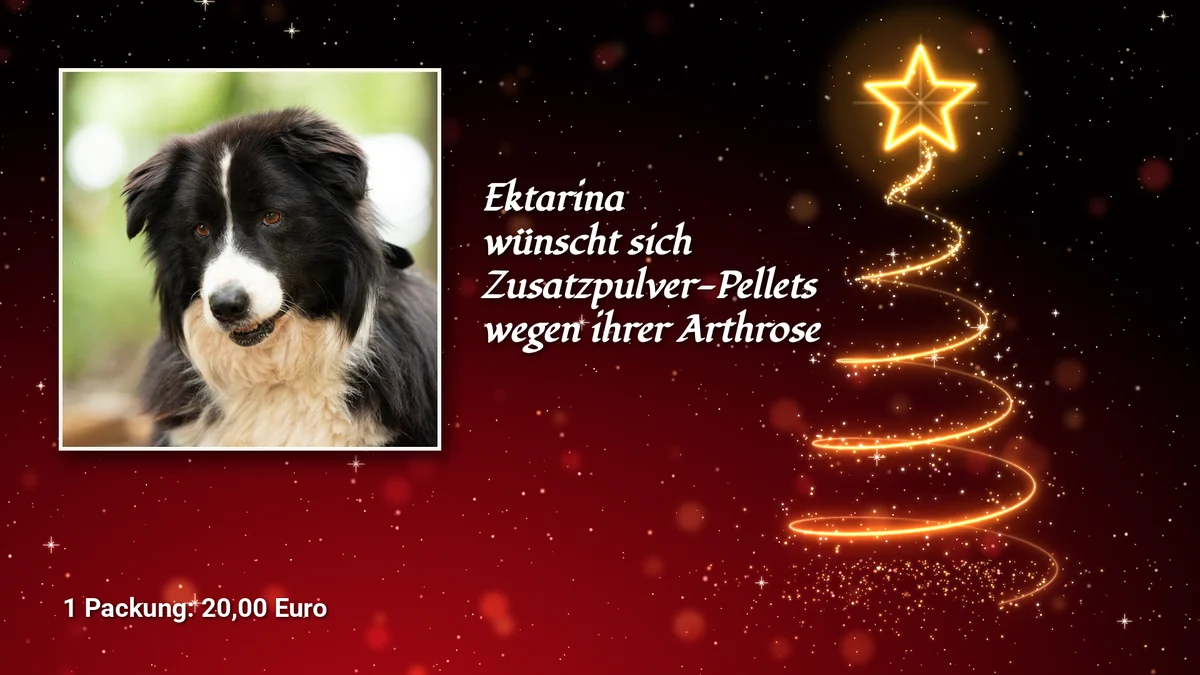 Ektarina
wünscht sich
Zusatzpulver-Pellets
wegen ihrer Arthrose
1 Packung: 20,00 Euro